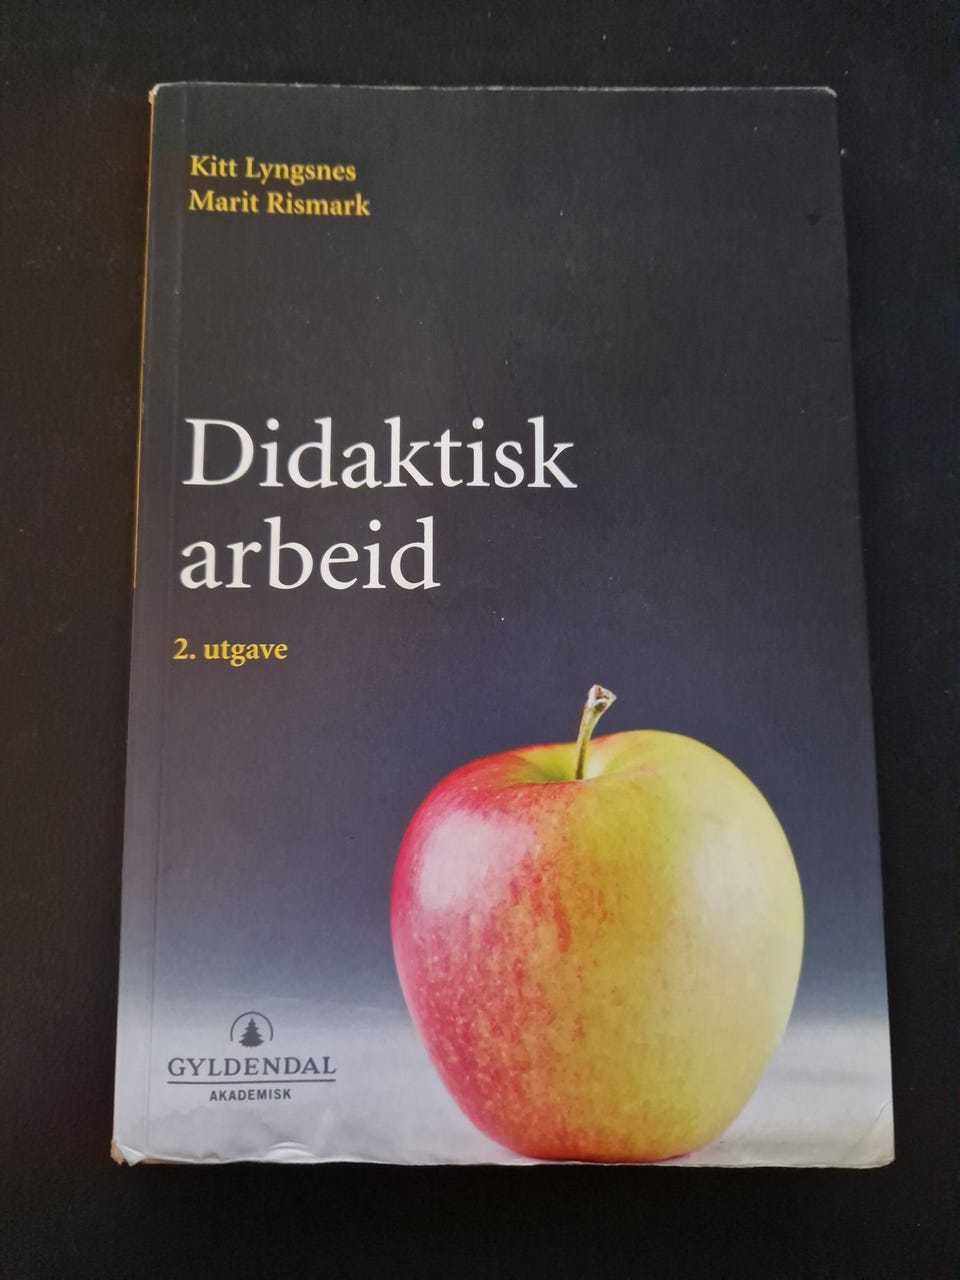 Kitt Lyngsnes
Marit Rismark
Didaktisk
arbeid
2. utgave
GYLDENDAL
AKADEMISK